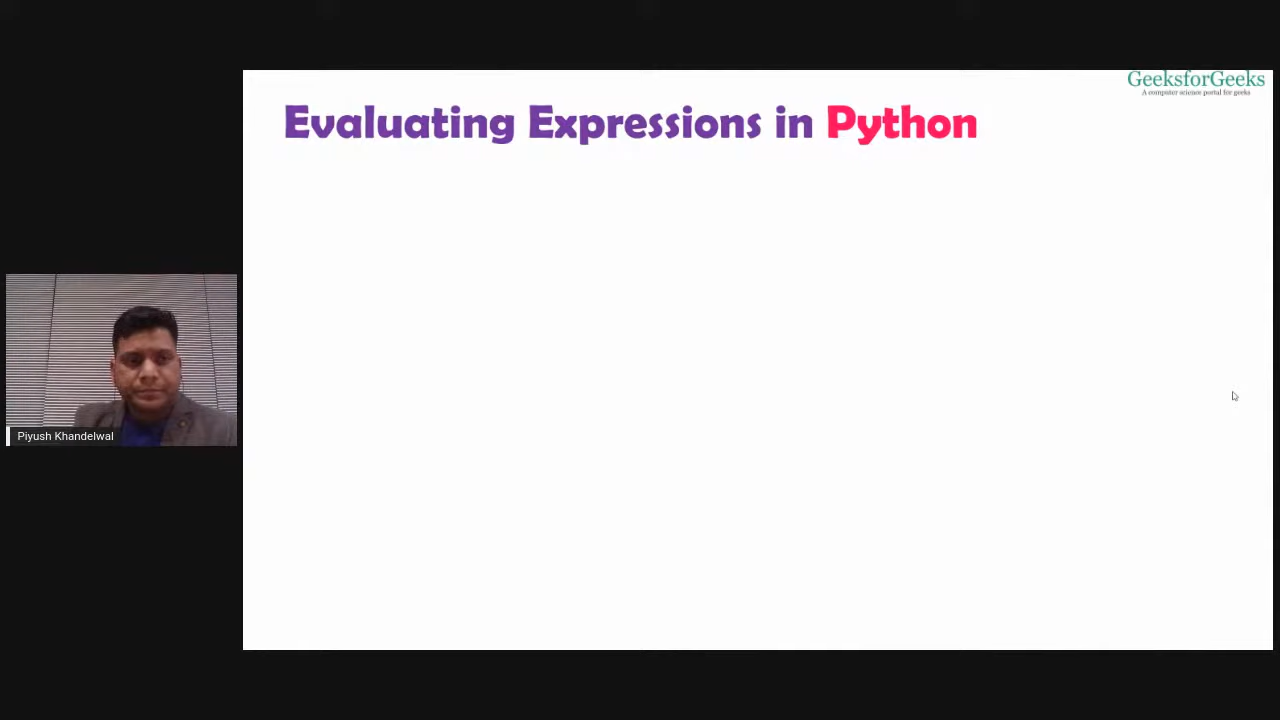 GeeksforGeeks
A computer science portal for geeks
Evaluating Expressions in Python
Piyush Khandelwal